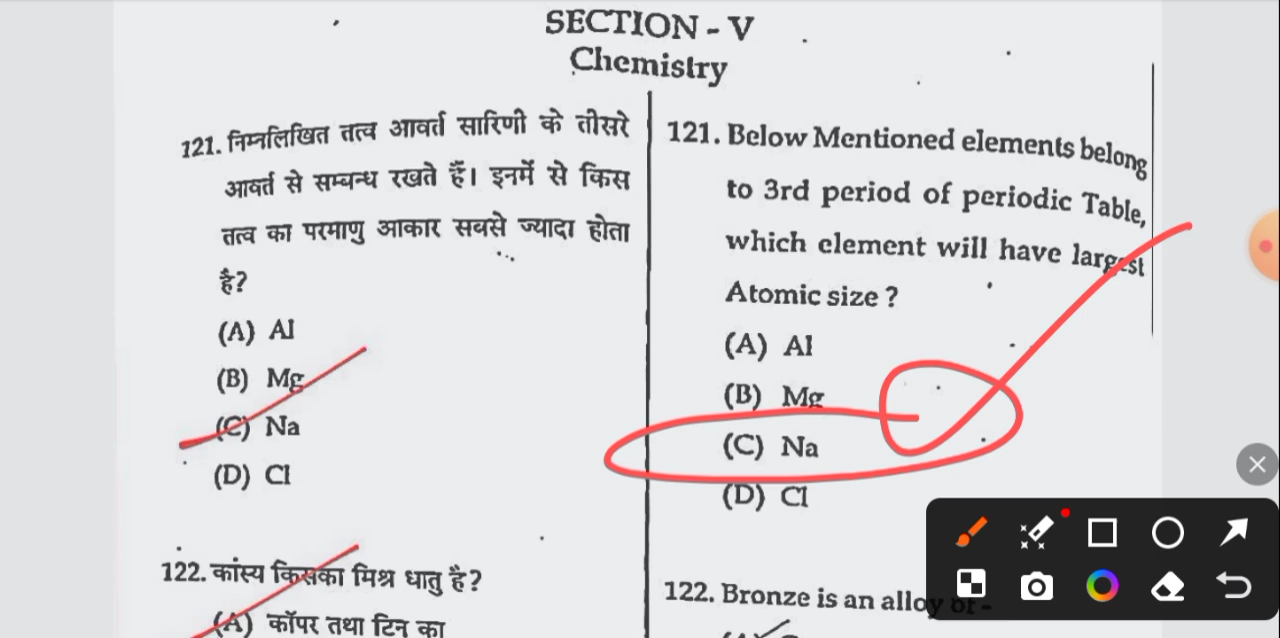 SECTION - V
Chemistry
121. निम्नलिखित तत्व आवर्त सारिणी के तीसरे
आवर्त से सम्बन्ध रखते हैं। इनमें से किस
तत्व का परमाणु आकार सबसे ज्यादा होता
है?
(A) Al
(B) Mg
(C) Na
(D) Cl
122. कांस्य किसका मिश्र धातु है?
(A) कॉपर तथा टिन का
121. Below Mentioned elements belong
to 3rd period of periodic Table,
which element will have largest
Atomic size ?
(A) Al
(B) Mg
(C) Na
(D) Cl
122. Bronze is an alloy of -